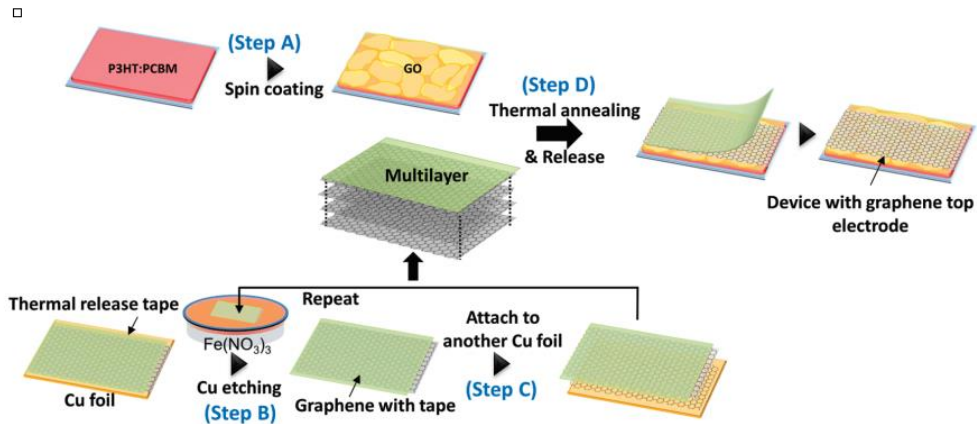 P3HT:PCBM
(Step A)
Spin coating
GO
(Step D)
Thermal annealing
& Release
Multilayer
Device with graphene top
electrode
Thermal release tape
Cu foil
Fe(NO₃)₃
Cu etching
(Step B)
Repeat
Graphene with tape
Attach to
another Cu foil
(Step C)